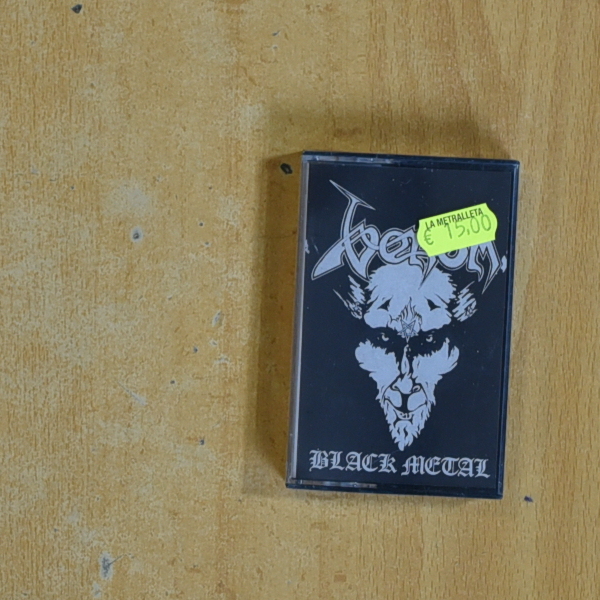 venom
LA METRALLETA
€ 15,00
BLACK METAL